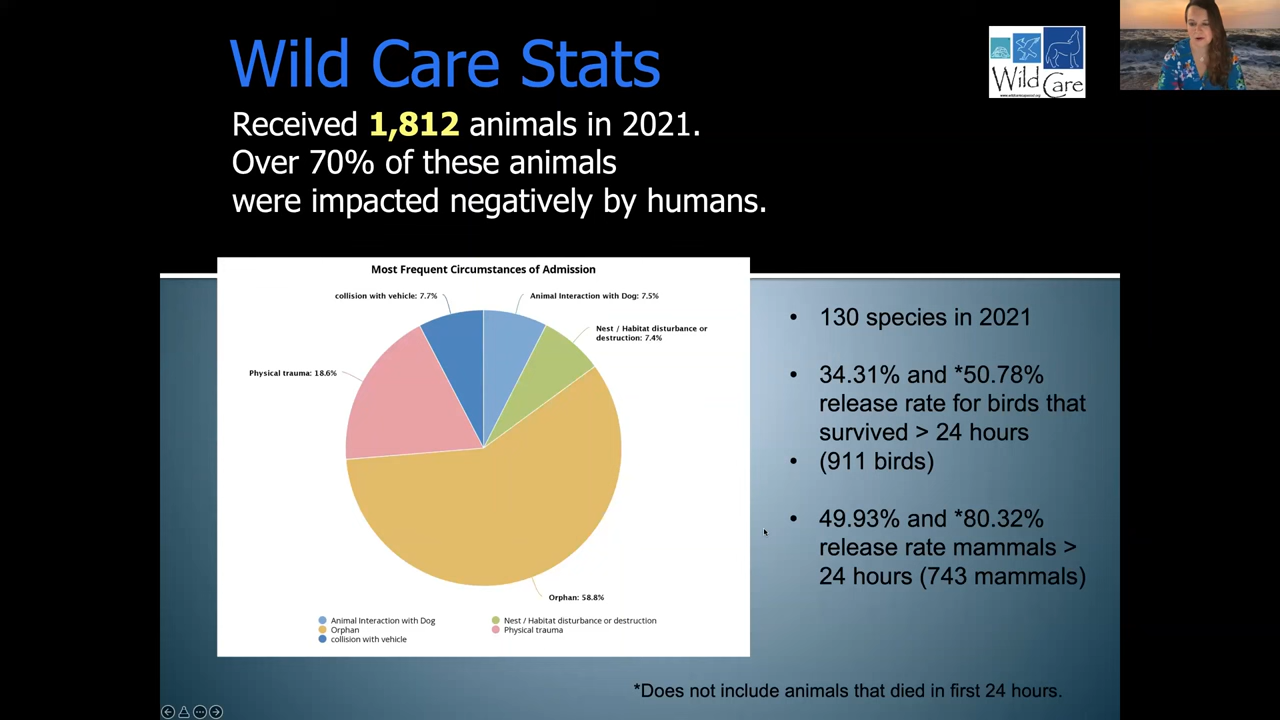 Wild Care Stats
Wild Care
www.wildcarecapecod.org
Received 1,812 animals in 2021.
Over 70% of these animals
were impacted negatively by humans.
Most Frequent Circumstances of Admission
collision with vehicle: 7.7%
Animal Interaction with Dog: 7.5%
Nest / Habitat disturbance or
destruction: 7.4%
Physical trauma: 18.6%
Orphan: 58.8%
Animal Interaction with Dog
Nest / Habitat disturbance or destruction
Orphan
Physical trauma
collision with vehicle
• 130 species in 2021
• 34.31% and *50.78%
release rate for birds that
survived > 24 hours
• (911 birds)
• 49.93% and *80.32%
release rate mammals >
24 hours (743 mammals)
*Does not include animals that died in first 24 hours.